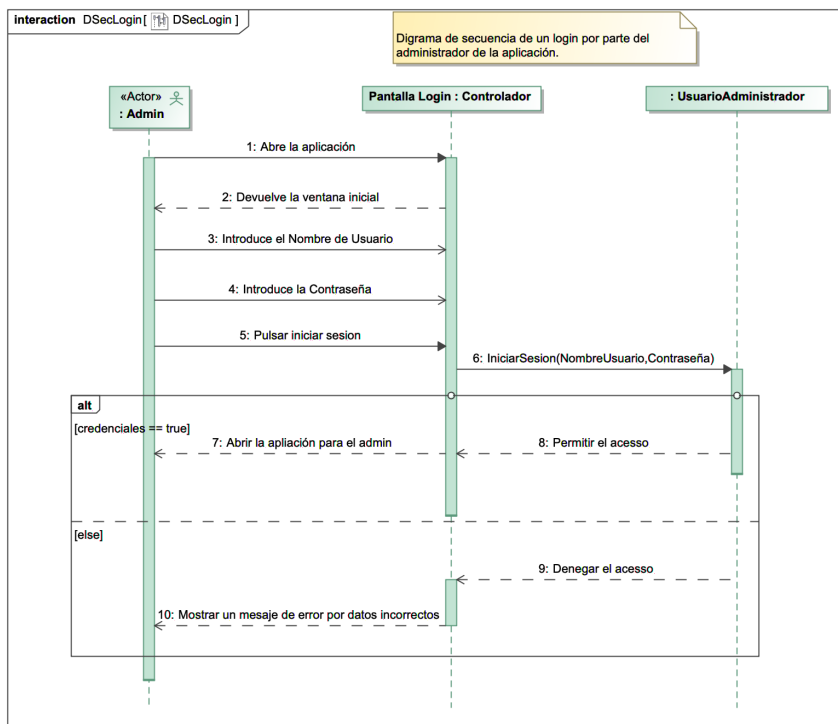 interaction DSecLogin[ DSecLogin ]
Digrama de secuencia de un login por parte del
administrador de la aplicación.
«Actor»
: Admin
Pantalla Login : Controlador
: UsuarioAdministrador
1: Abre la aplicación
2: Devuelve la ventana inicial
3: Introduce el Nombre de Usuario
4: Introduce la Contraseña
5: Pulsar iniciar sesion
6: IniciarSesion(NombreUsuario,Contraseña)
alt
[credenciales == true]
7: Abrir la apliación para el admin
8: Permitir el acesso
[else]
9: Denegar el acesso
10: Mostrar un mesaje de error por datos incorrectos